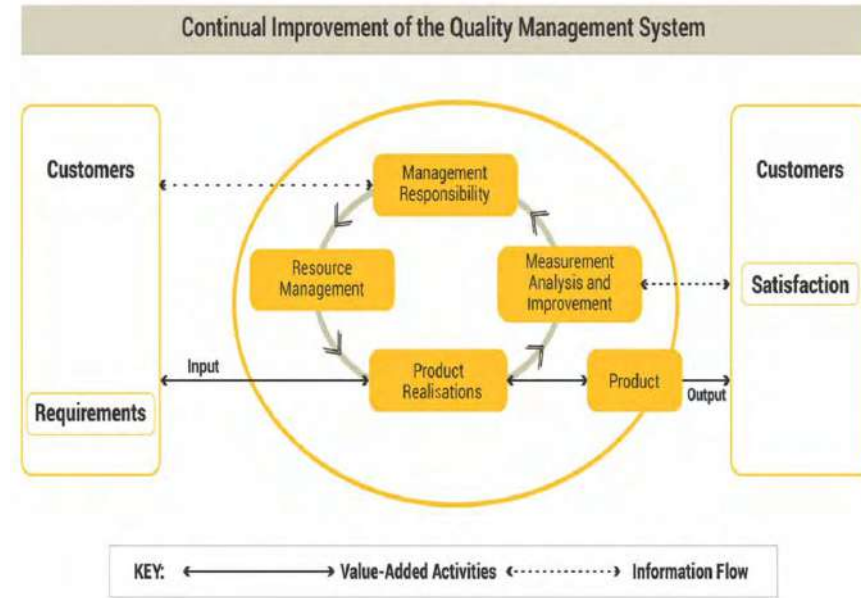 Continual Improvement of the Quality Management System
Customers
Requirements
Input
Management
Responsibility
Resource
Management
Measurement
Analysis and
Improvement
Product
Realisations
Product
Output
Customers
Satisfaction
KEY: Value-Added Activities Information Flow